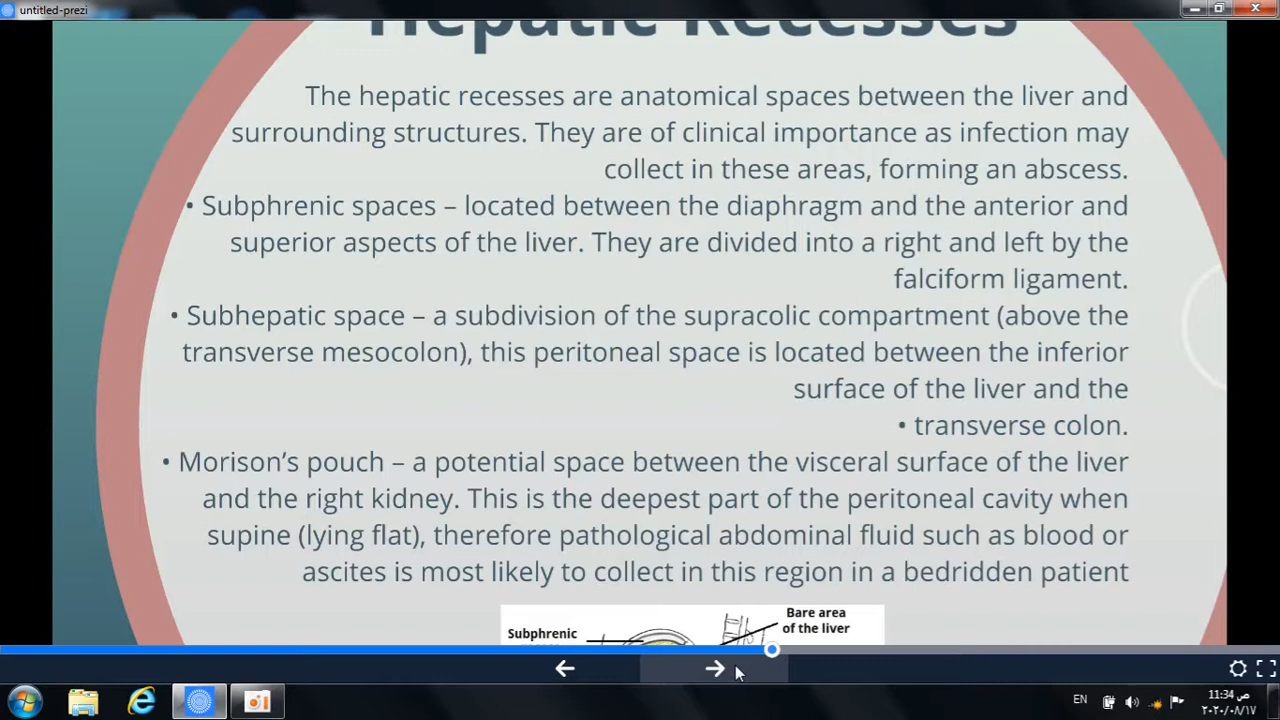 untitled-prezi
Hepatic Recesses
The hepatic recesses are anatomical spaces between the liver and
surrounding structures. They are of clinical importance as infection may
collect in these areas, forming an abscess.
• Subphrenic spaces – located between the diaphragm and the anterior and
superior aspects of the liver. They are divided into a right and left by the
falciform ligament.
• Subhepatic space – a subdivision of the supracolic compartment (above the
transverse mesocolon), this peritoneal space is located between the inferior
surface of the liver and the
• transverse colon.
• Morison’s pouch – a potential space between the visceral surface of the liver
and the right kidney. This is the deepest part of the peritoneal cavity when
supine (lying flat), therefore pathological abdominal fluid such as blood or
ascites is most likely to collect in this region in a bedridden patient
Bare area
of the liver
Subphrenic
EN
11:34 ص
٢٠٢٠/٠٨/١٧